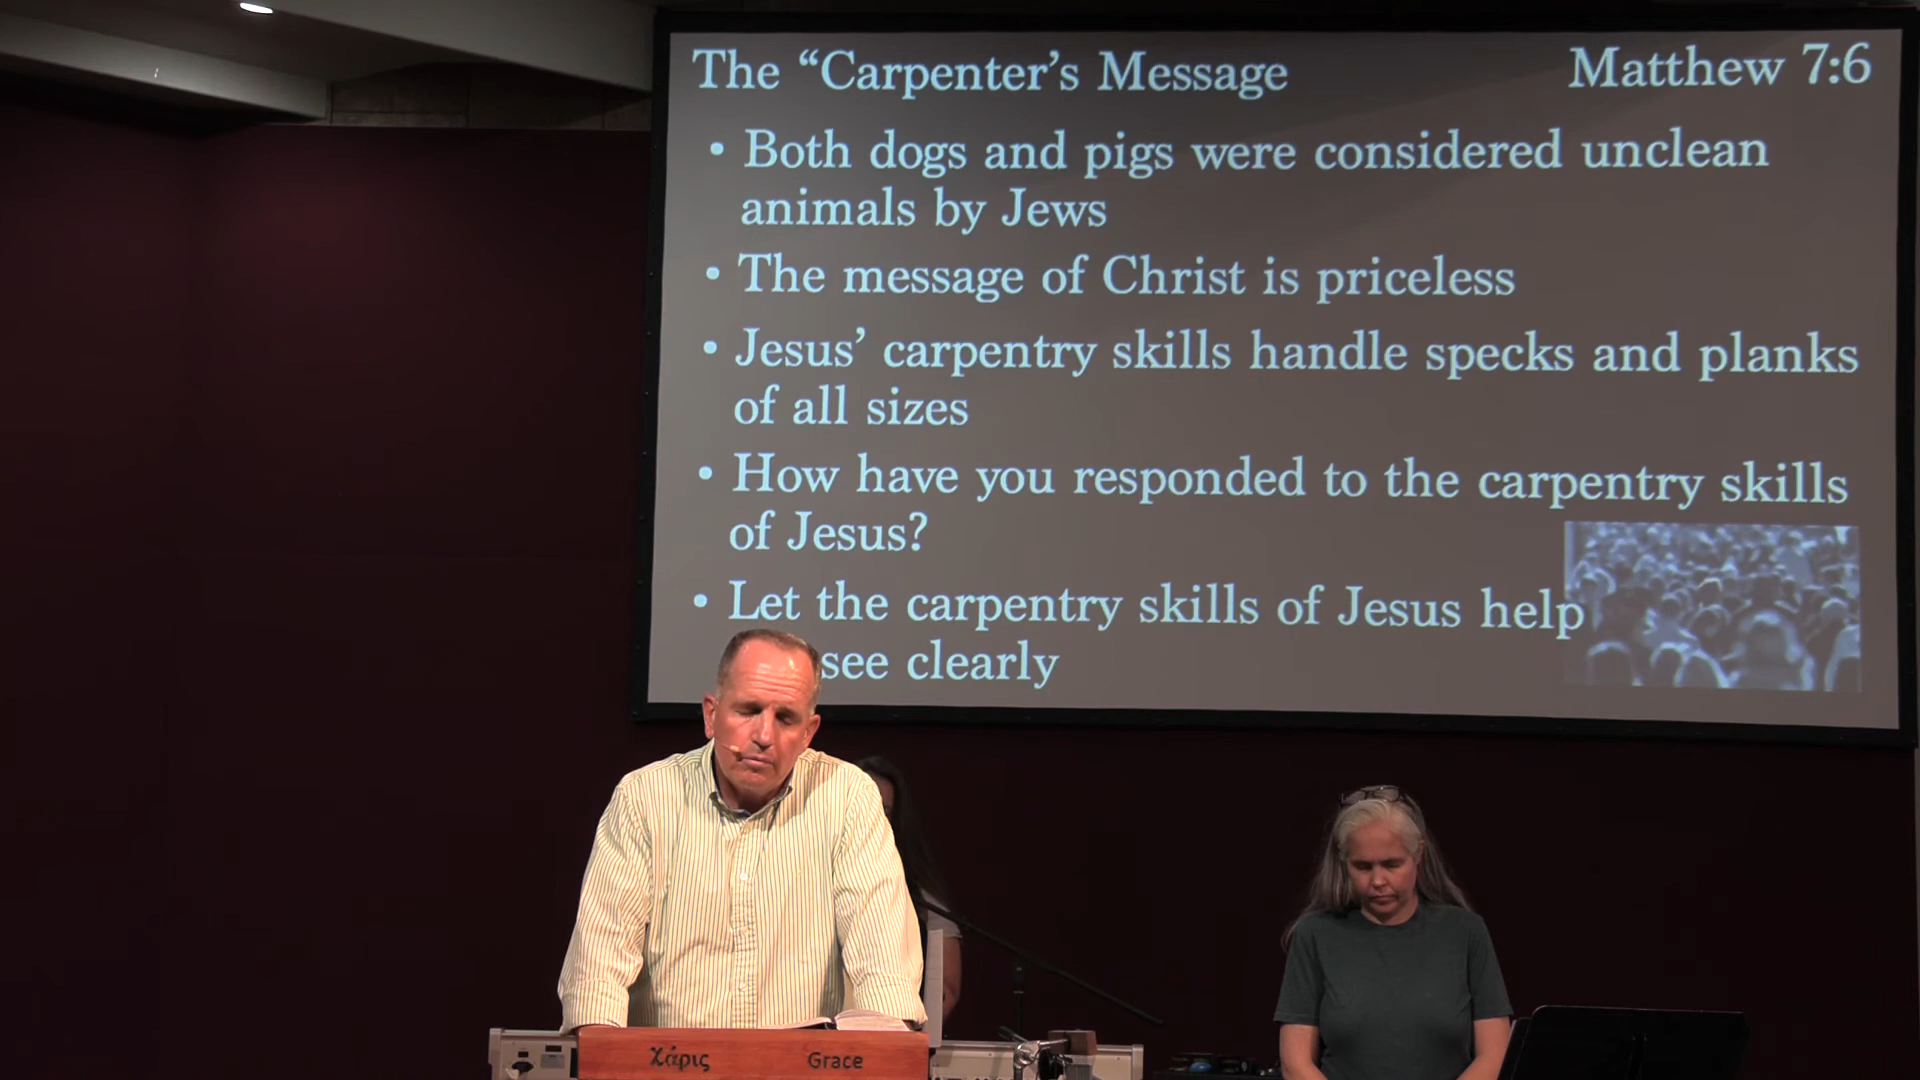 The “Carpenter’s Message
Matthew 7:6
• Both dogs and pigs were considered unclean
animals by Jews
• The message of Christ is priceless
• Jesus’ carpentry skills handle specks and planks
of all sizes
• How have you responded to the carpentry skills
of Jesus?
• Let the carpentry skills of Jesus help
see clearly
Χάρις
Grace